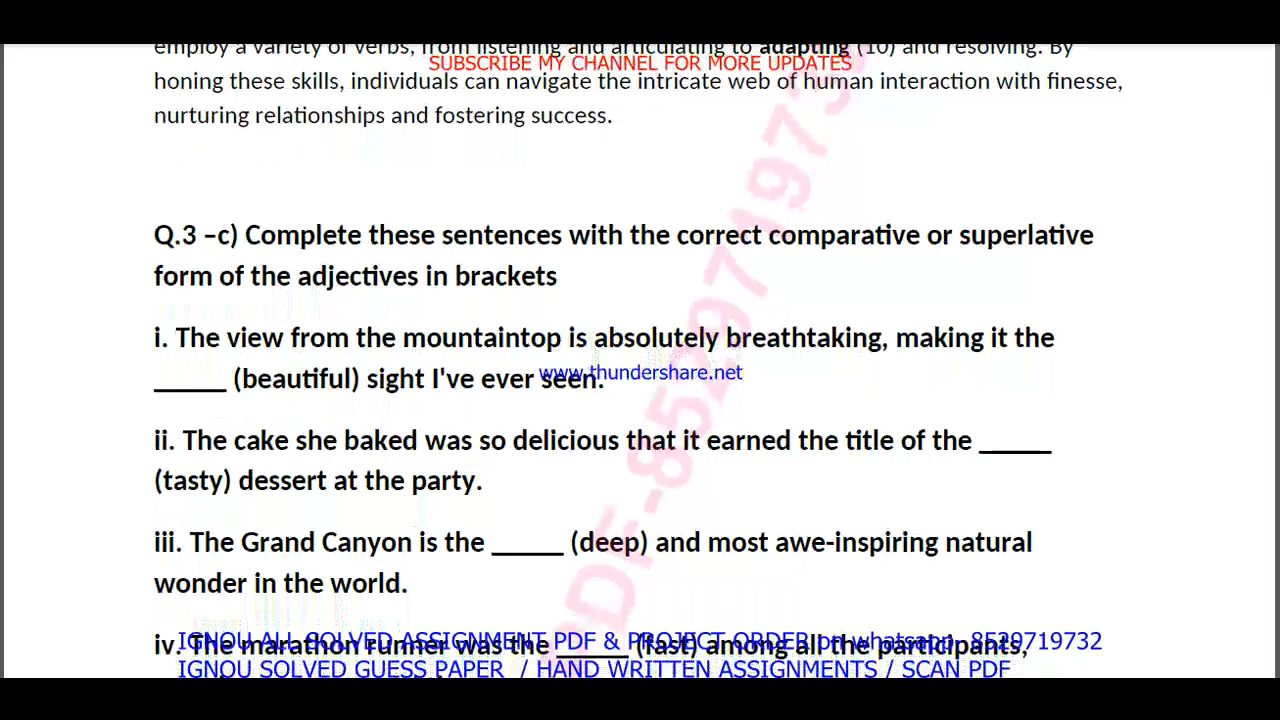 employ a variety of verbs, from listening and articulating to adapting (10) and resolving. By
SUBSCRIBE MY CHANNEL FOR MORE UPDATES
honing these skills, individuals can navigate the intricate web of human interaction with finesse,
nurturing relationships and fostering success.
Q.3 –c) Complete these sentences with the correct comparative or superlative
form of the adjectives in brackets
i. The view from the mountaintop is absolutely breathtaking, making it the
_____ (beautiful) sight I've ever seen.
www.thundershare.net
ii. The cake she baked was so delicious that it earned the title of the _____
(tasty) dessert at the party.
iii. The Grand Canyon is the _____ (deep) and most awe-inspiring natural
wonder in the world.
iv. The marathon runner was the _____ (fast) among all the participants,
IGNOU ALL SOLVED ASSIGNMENT PDF & PROJECT ORDER on whatsapp- 8529719732
IGNOU SOLVED GUESS PAPER / HAND WRITTEN ASSIGNMENTS / SCAN PDF
PDF-8529719732